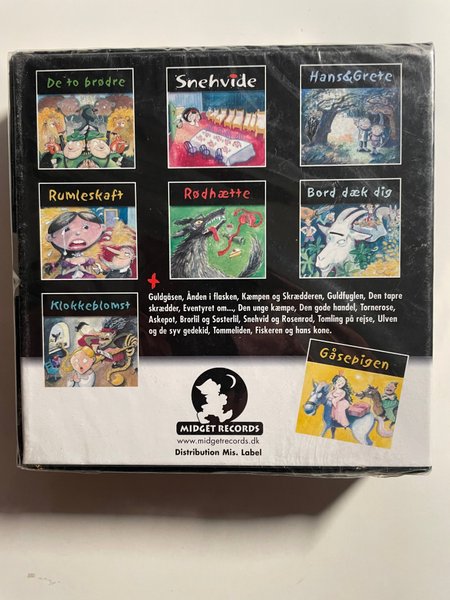 De to brødre
Snehvide
Hans&Grete
Rumleskaft
Rødhætte
Bord dæk dig
Klokkeblomst
+
Guldgåsen, Ånden i flasken, Kæmpen og Skrædderen, Guldfuglen, Den tapre
skrædder, Eventyret om..., Den unge kæmpe, Den gode handel, Tornerose,
Askepot, Brorlil og Søsterlil, Snehvid og Rosenrød, Tomling på rejse, Ulven
og de syv gedekid, Tommeliden, Fiskeren og hans kone.
Gåsepigen
MIDGET RECORDS
www.midgetrecords.dk
Distribution Mis. Label